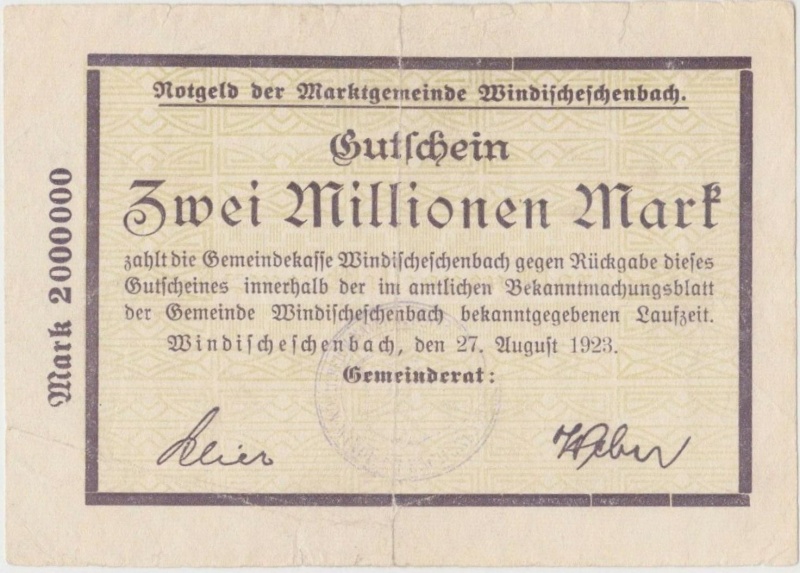 Notgeld der Marktgemeinde Windischeschenbach.
Gutschein
Zwei Millionen Mark
zahlt die Gemeindekasse Windischeschenbach gegen Rückgabe dieses
Gutscheines innerhalb der im amtlichen Bekanntmachungsblatt
der Gemeinde Windischeschenbach bekanntgegebenen Laufzeit.
Windischeschenbach, den 27. August 1923.
Gemeinderat:
Weber
Mark 2000000